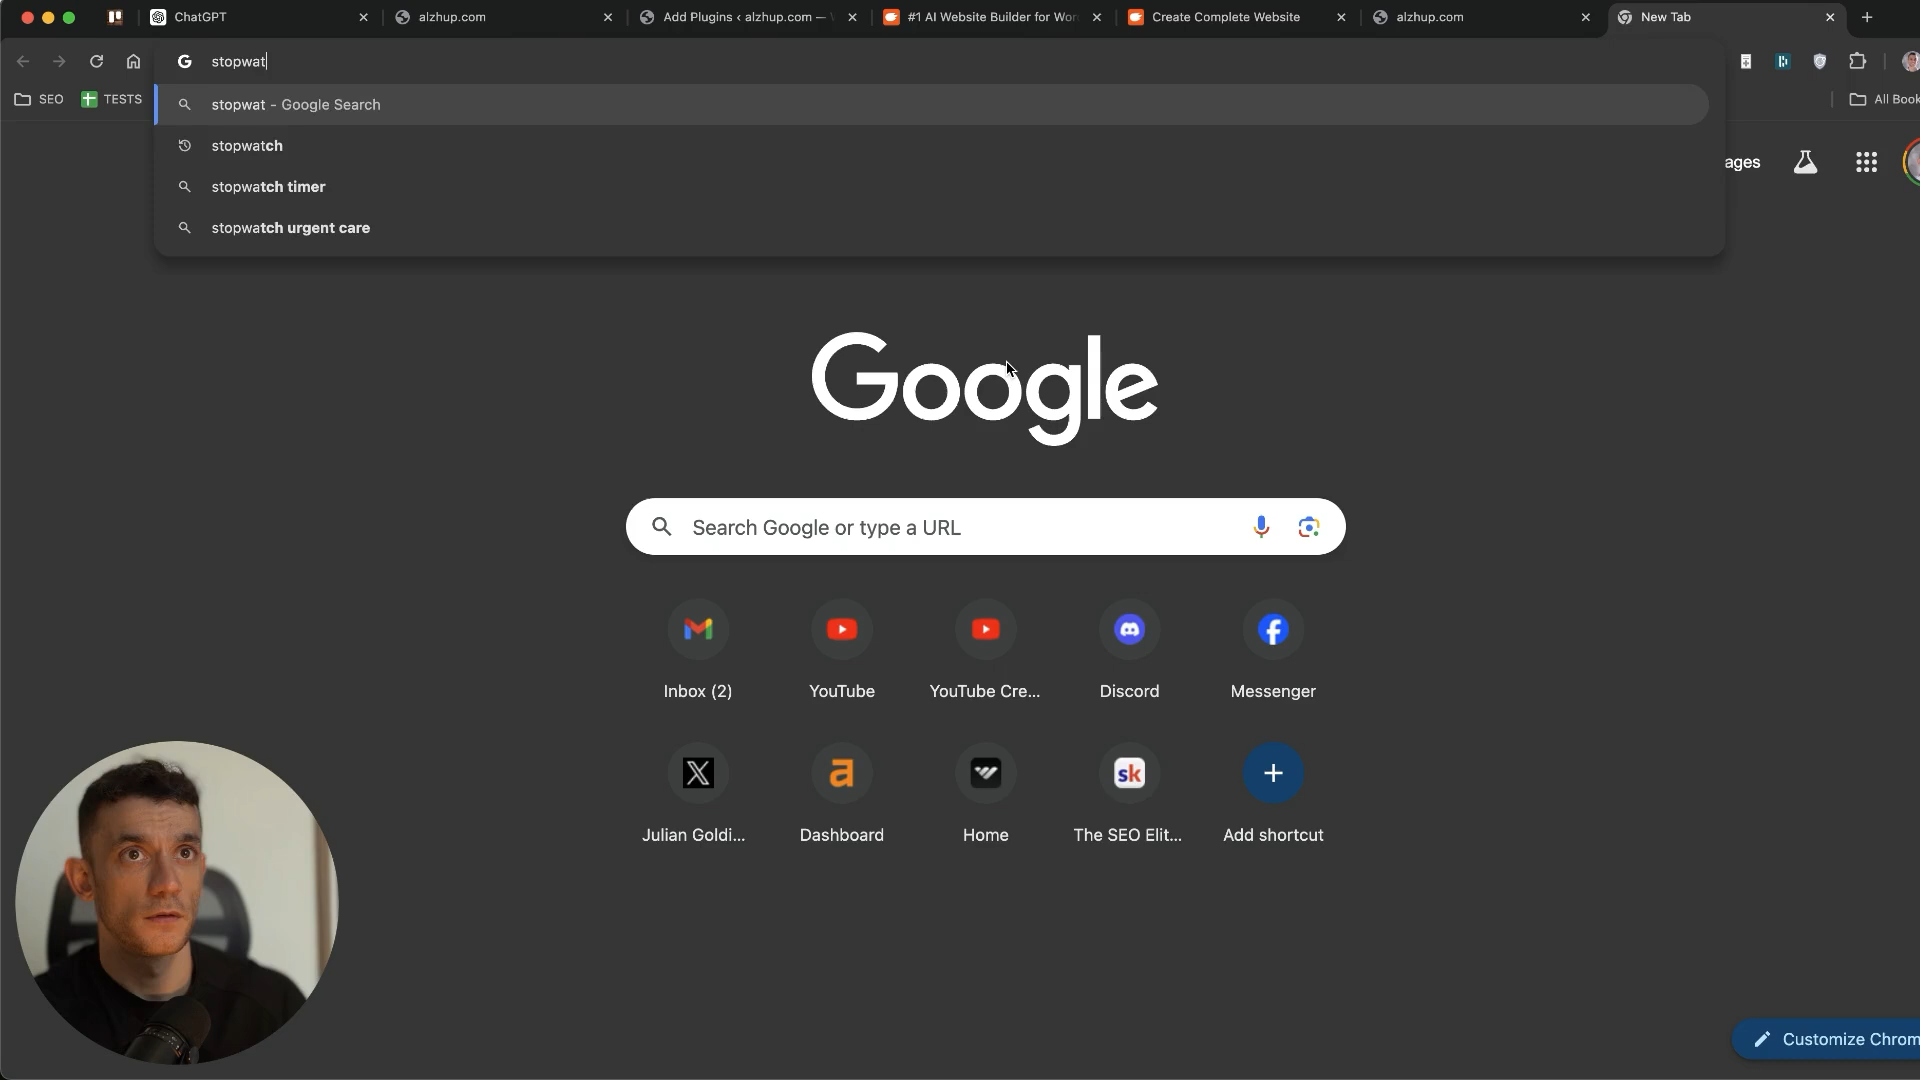 ChatGPT
alzhup.com
Add Plugins ‹ alzhup.com —
#1 AI Website Builder for Wor
Create Complete Website
alzhup.com
New Tab
stopwat
SEO
TESTS
All Book
stopwat - Google Search
stopwatch
stopwatch timer
stopwatch urgent care
ages
Google
Search Google or type a URL
Inbox (2)
YouTube
YouTube Cre...
Discord
Messenger
Julian Goldi...
Dashboard
Home
sk
The SEO Elit...
Add shortcut
Customize Chrom